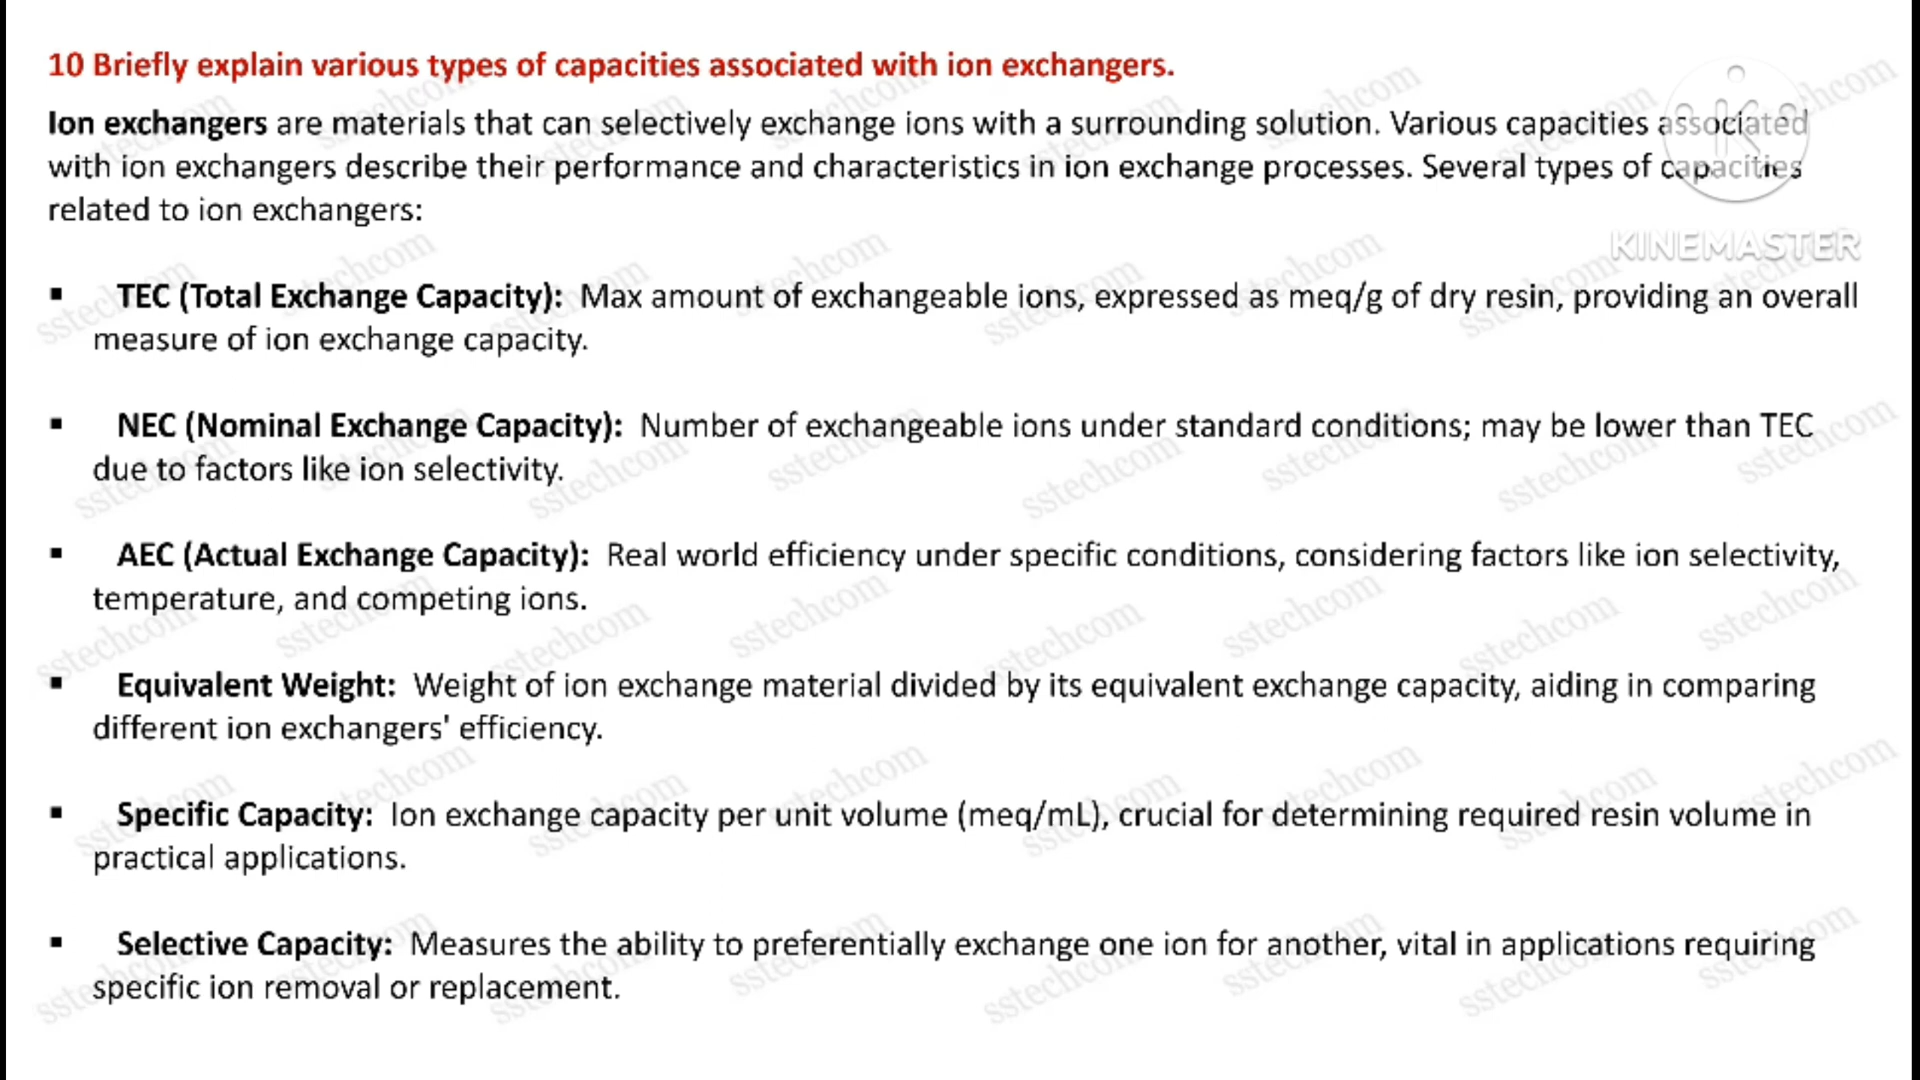 10 Briefly explain various types of capacities associated with ion exchangers.
Ion exchangers are materials that can selectively exchange ions with a surrounding solution. Various capacities associated
with ion exchangers describe their performance and characteristics in ion exchange processes. Several types of capacities
related to ion exchangers:
KINEMASTER
▪ TEC (Total Exchange Capacity): Max amount of exchangeable ions, expressed as meq/g of dry resin, providing an overall
measure of ion exchange capacity.
▪ NEC (Nominal Exchange Capacity): Number of exchangeable ions under standard conditions; may be lower than TEC
due to factors like ion selectivity.
▪ AEC (Actual Exchange Capacity): Real world efficiency under specific conditions, considering factors like ion selectivity,
temperature, and competing ions.
▪ Equivalent Weight: Weight of ion exchange material divided by its equivalent exchange capacity, aiding in comparing
different ion exchangers' efficiency.
▪ Specific Capacity: Ion exchange capacity per unit volume (meq/mL), crucial for determining required resin volume in
practical applications.
▪ Selective Capacity: Measures the ability to preferentially exchange one ion for another, vital in applications requiring
specific ion removal or replacement.
sstechcom